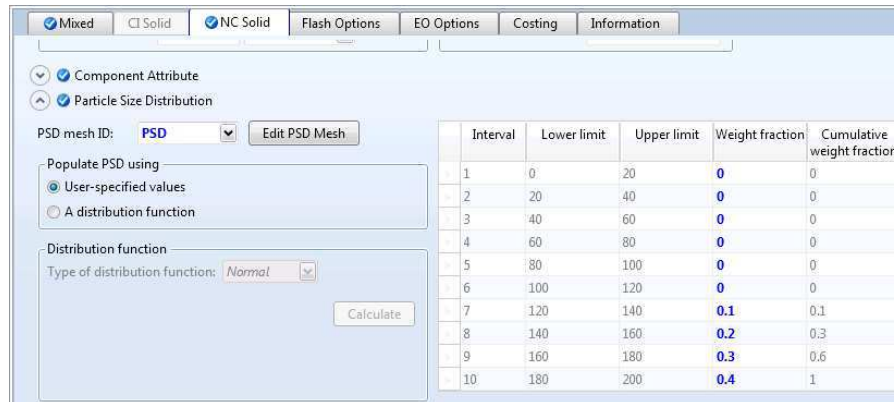 Mixed CI Solid NC Solid Flash Options EO Options Costing Information
Component Attribute
Particle Size Distribution
PSD mesh ID: PSD Edit PSD Mesh
Populate PSD using
User-specified values
A distribution function
Distribution function
Type of distribution function: Normal
Calculate
Interval Lower limit Upper limit Weight fraction Cumulative weight fraction
1 0 20 0 0
2 20 40 0 0
3 40 60 0 0
4 60 80 0 0
5 80 100 0 0
6 100 120 0 0
7 120 140 0.1 0.1
8 140 160 0.2 0.3
9 160 180 0.3 0.6
10 180 200 0.4 1